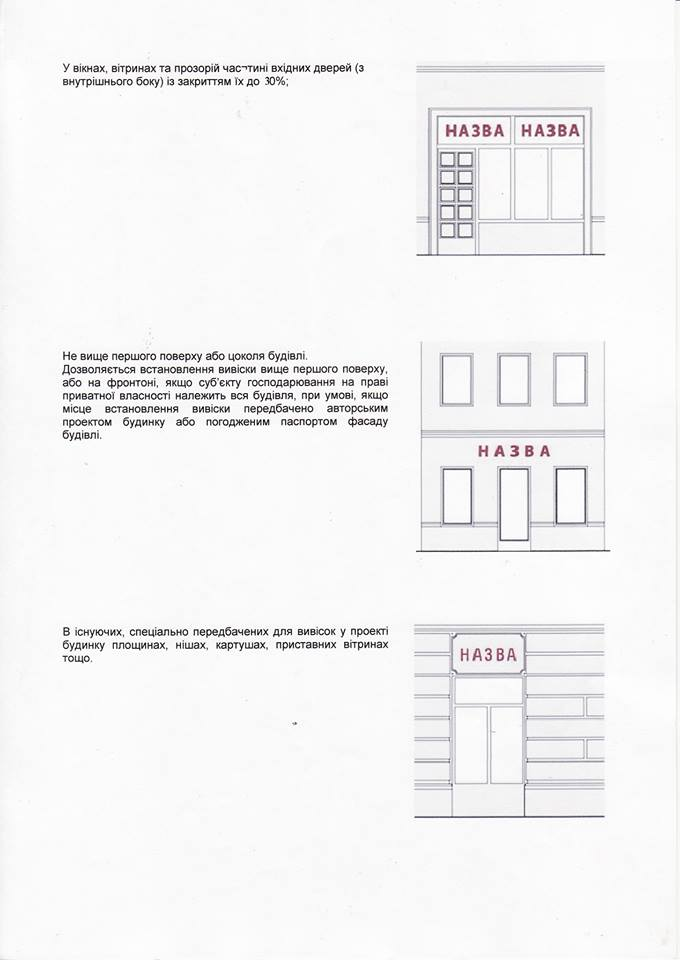 У вікнах, вітринах та прозорій час¬тині вхідних дверей (з
внутрішнього боку) із закриттям їх до 30%;
НАЗВА НАЗВА
Не вище першого поверху або цоколя будівлі.
Дозволяється встановлення вивіски вище першого поверху,
або на фронтоні, якщо суб'єкту господарювання на праві
приватної власності належить вся будівля, при умові, якщо
місце встановлення вивіски передбачено авторським
проектом будинку або погодженим паспортом фасаду
будівлі.
НАЗВА
В існуючих, спеціально передбачених для вивісок у проекті
будинку площинах, нішах, картушах, приставних вітринах
тощо.
НАЗВА